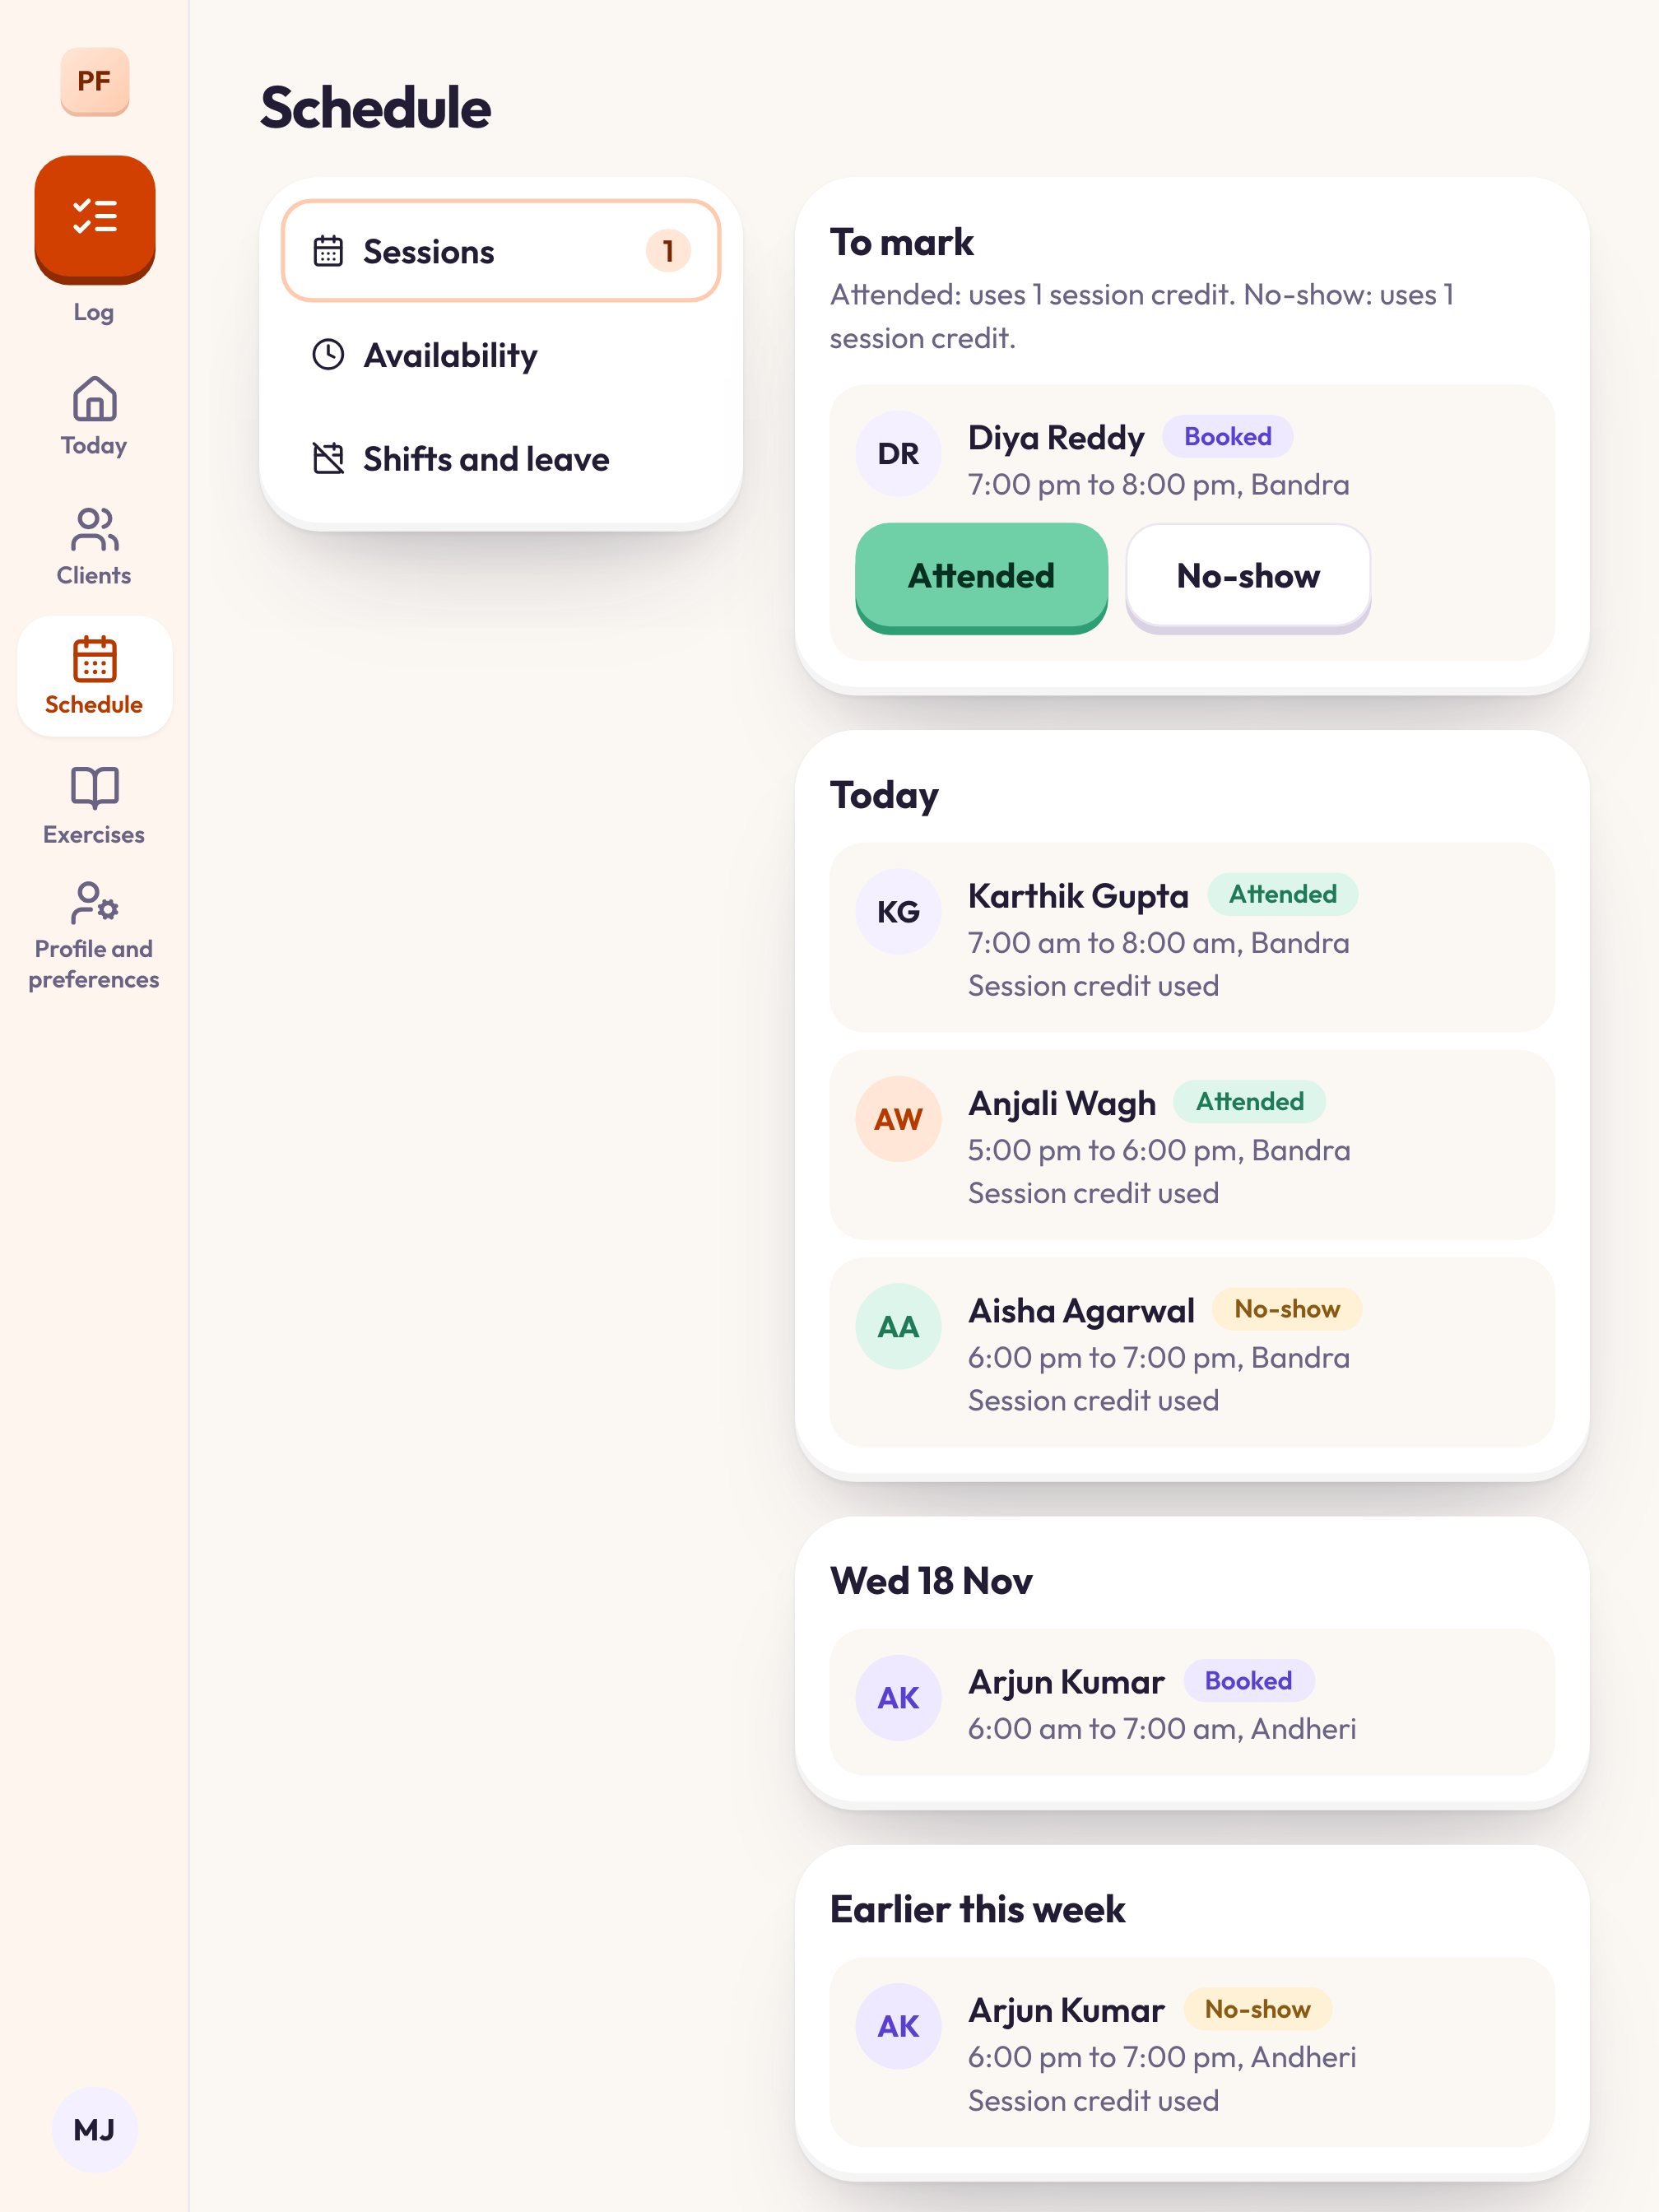 PF
Log
Today
Clients
Schedule
Exercises
Profile and
preferences
MJ
Schedule
Sessions 1
Availability
Shifts and leave
To mark
Attended: uses 1 session credit. No-show: uses 1
session credit.
DR
Diya Reddy Booked
7:00 pm to 8:00 pm, Bandra
Attended No-show
Today
KG
Karthik Gupta Attended
7:00 am to 8:00 am, Bandra
Session credit used
AW
Anjali Wagh Attended
5:00 pm to 6:00 pm, Bandra
Session credit used
AA
Aisha Agarwal No-show
6:00 pm to 7:00 pm, Bandra
Session credit used
Wed 18 Nov
AK
Arjun Kumar Booked
6:00 am to 7:00 am, Andheri
Earlier this week
AK
Arjun Kumar No-show
6:00 pm to 7:00 pm, Andheri
Session credit used